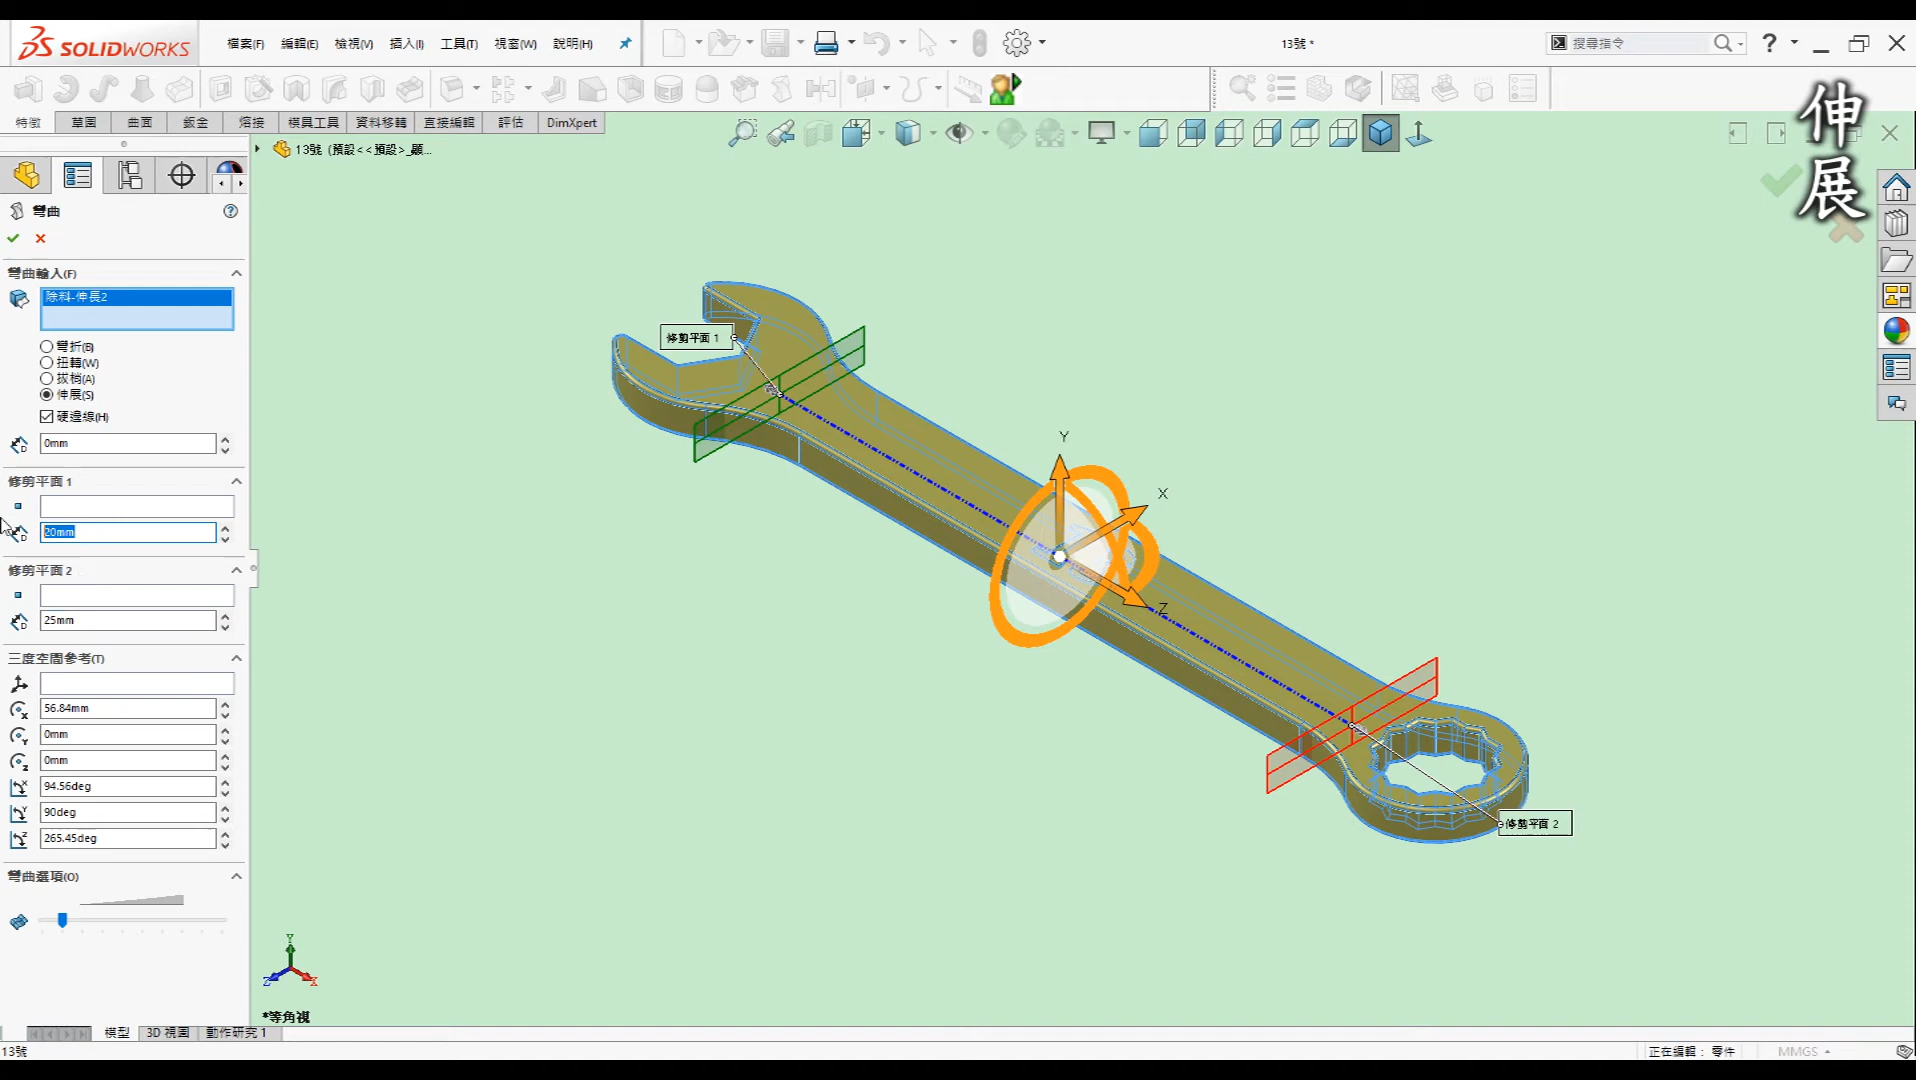 SOLIDWORKS
檔案(F) 編輯(E) 檢視(V) 插入(I) 工具(T) 視窗(W) 說明(H)
13號 *
搜尋指令
特徵 草圖 曲面 鈑金 熔接 模具工具 資料移轉 直接編輯 評估 DimXpert
伸展
13號 (預設<<預設>_顯...
彎曲
彎曲輸入(F)
除料-伸長2
彎折(B)
扭轉(W)
拔梢(A)
伸展(S)
硬邊線(H)
0mm
修剪平面 1
20mm
修剪平面 2
25mm
三度空間參考(T)
56.84mm
0mm
0mm
94.56deg
90deg
265.45deg
彎曲選項(O)
修剪平面 1
Y
X
Z
修剪平面 2
Y
Z
X
*等角視
模型 3D 視圖 動作研究 1
13號
正在編輯： 零件
MMGS